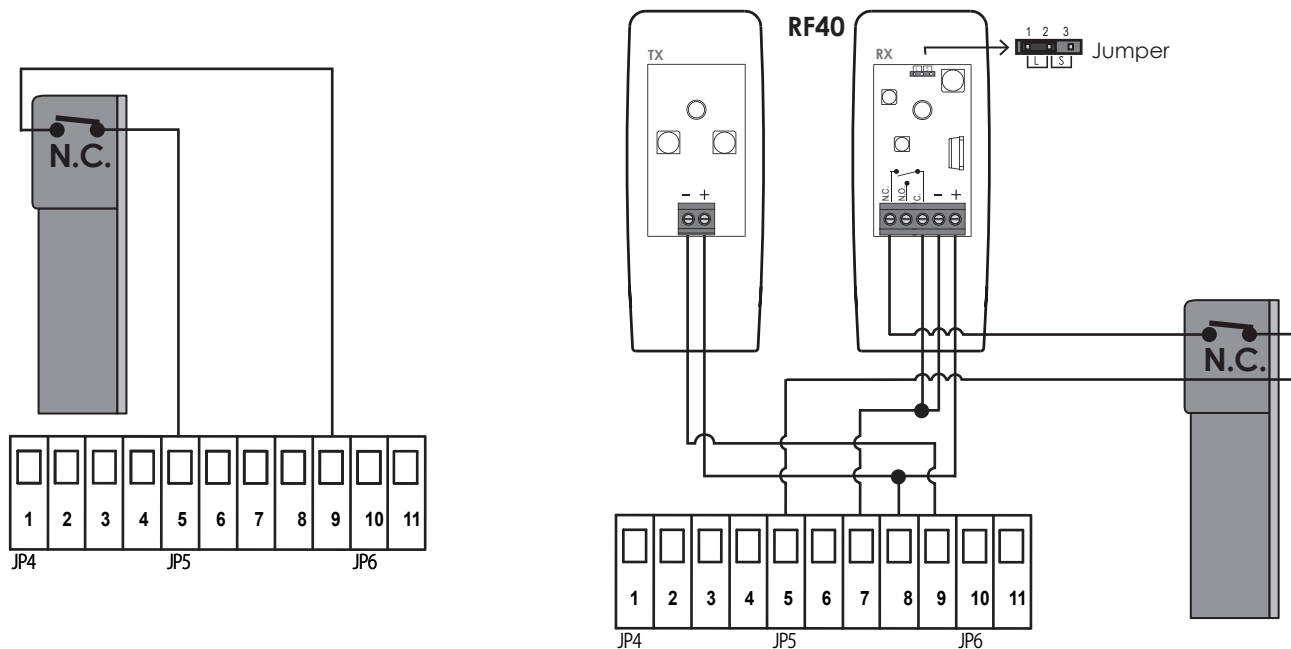 N.C.
1 2 3 4 5 6 7 8 9 10 11
JP4 JP5 JP6
RF40
TX
- +
RX
L S
N.C. N.O. C. - +
1 2 3
L S
Jumper
N.C.
1 2 3 4 5 6 7 8 9 10 11
JP4 JP5 JP6